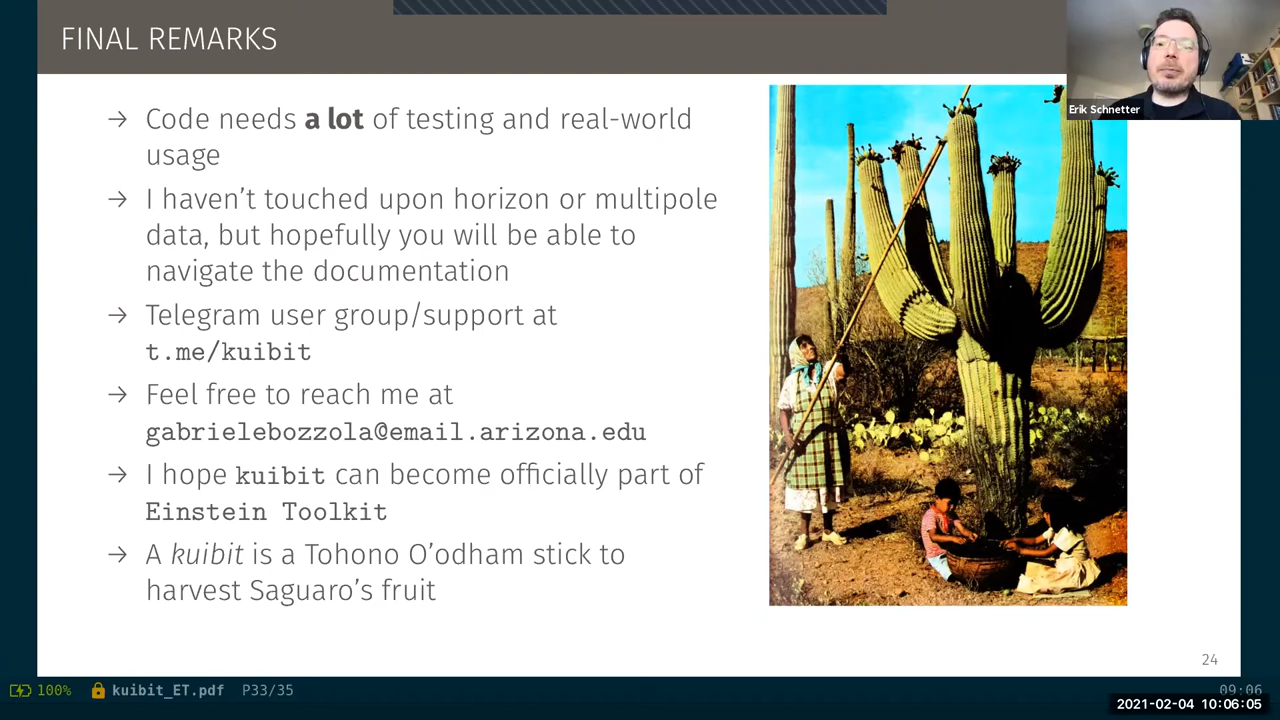 FINAL REMARKS
Erik Schnetter
→ Code needs a lot of testing and real-world
usage
→ I haven’t touched upon horizon or multipole
data, but hopefully you will be able to
navigate the documentation
→ Telegram user group/support at
t.me/kuibit
→ Feel free to reach me at
gabrielebozzola@email.arizona.edu
→ I hope kuibit can become officially part of
Einstein Toolkit
→ A kuibit is a Tohono O’odham stick to
harvest Saguaro’s fruit
24
100% kuibit_ET.pdf P33/35
09:06
2021-02-04 10:06:05